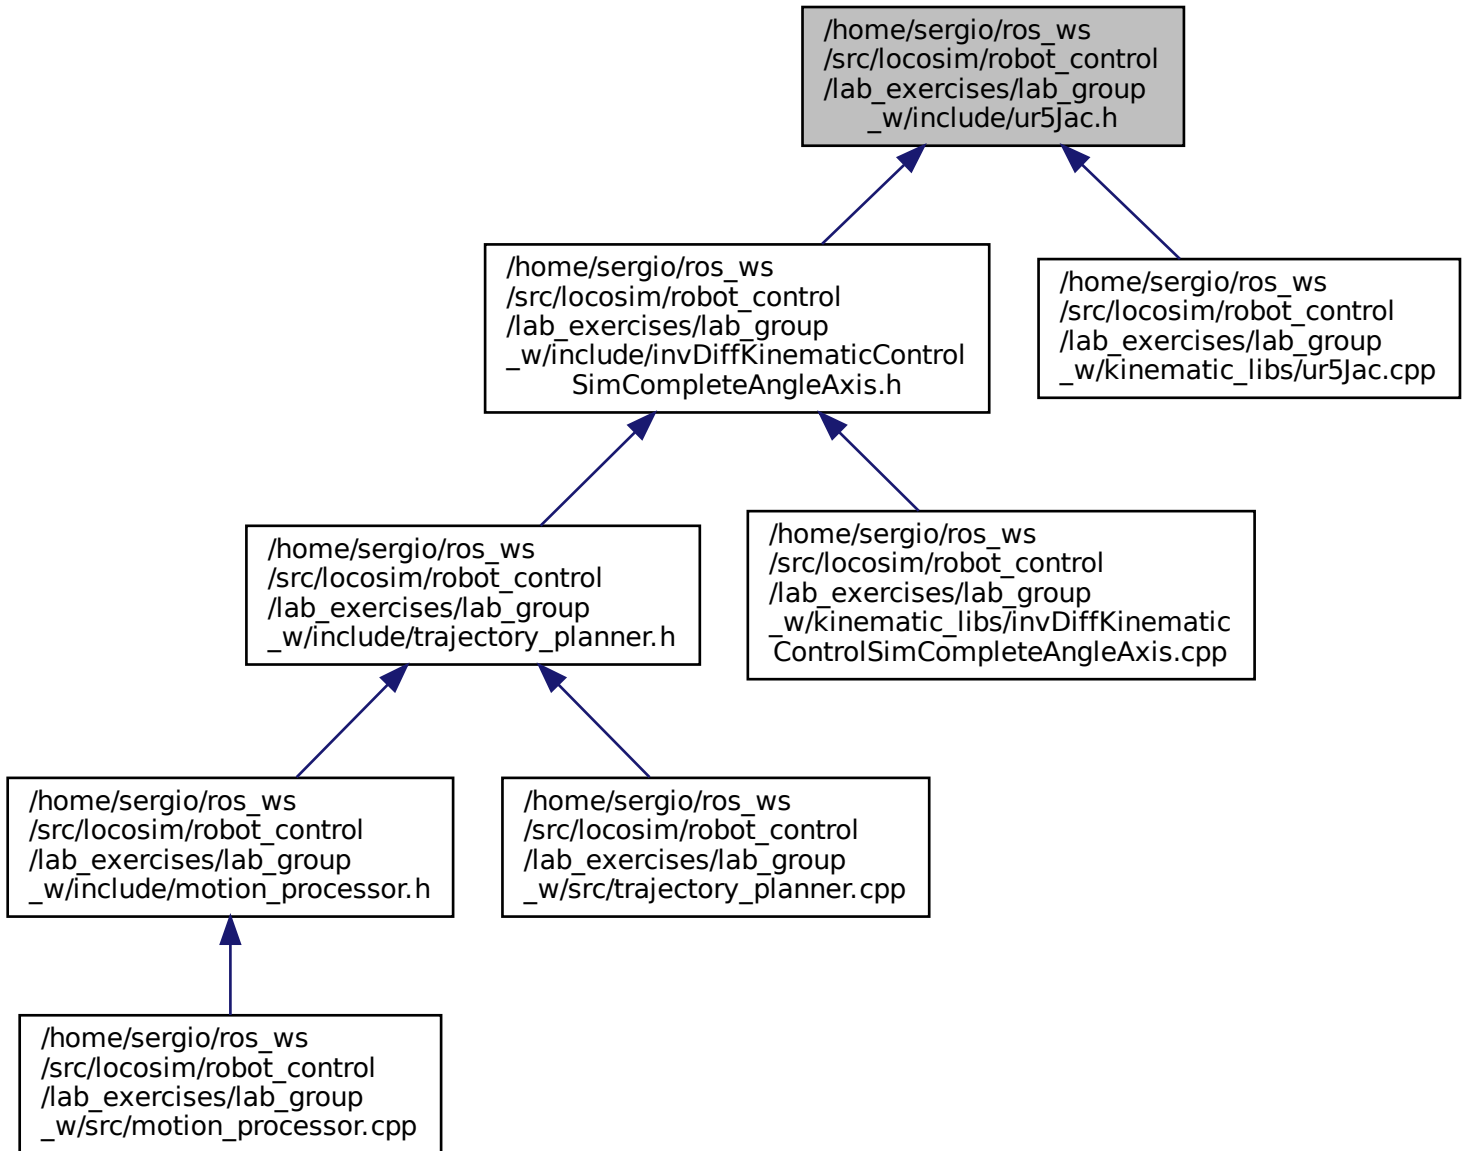 /home/sergio/ros_ws
/src/locosim/robot_control
/lab_exercises/lab_group
_w/include/ur5Jac.h
/home/sergio/ros_ws
/src/locosim/robot_control
/lab_exercises/lab_group
_w/include/invDiffKinematicControl
SimCompleteAngleAxis.h
/home/sergio/ros_ws
/src/locosim/robot_control
/lab_exercises/lab_group
_w/kinematic_libs/ur5Jac.cpp
/home/sergio/ros_ws
/src/locosim/robot_control
/lab_exercises/lab_group
_w/include/trajectory_planner.h
/home/sergio/ros_ws
/src/locosim/robot_control
/lab_exercises/lab_group
_w/kinematic_libs/invDiffKinematic
ControlSimCompleteAngleAxis.cpp
/home/sergio/ros_ws
/src/locosim/robot_control
/lab_exercises/lab_group
_w/include/motion_processor.h
/home/sergio/ros_ws
/src/locosim/robot_control
/lab_exercises/lab_group
_w/src/trajectory_planner.cpp
/home/sergio/ros_ws
/src/locosim/robot_control
/lab_exercises/lab_group
_w/src/motion_processor.cpp